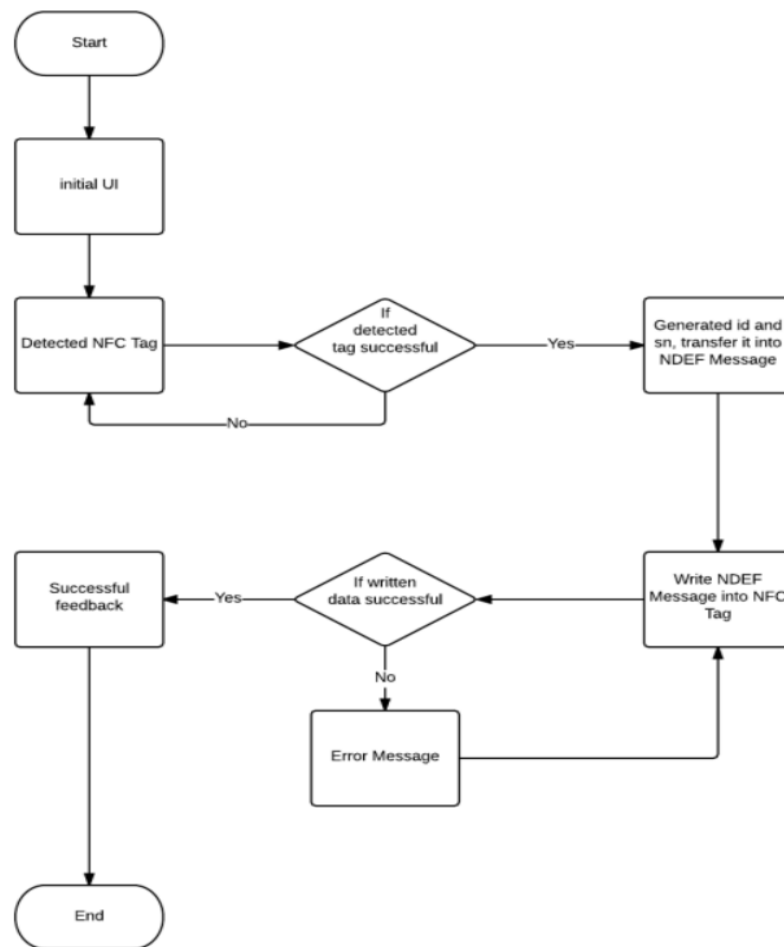 Start
initial UI
Detected NFC Tag
If
detected
tag successful
Yes
Generated id and
sn, transfer it into
NDEF Message
No
Write NDEF
Message into NFC
Tag
If written
data successful
Yes
Successful
feedback
No
Error Message
End